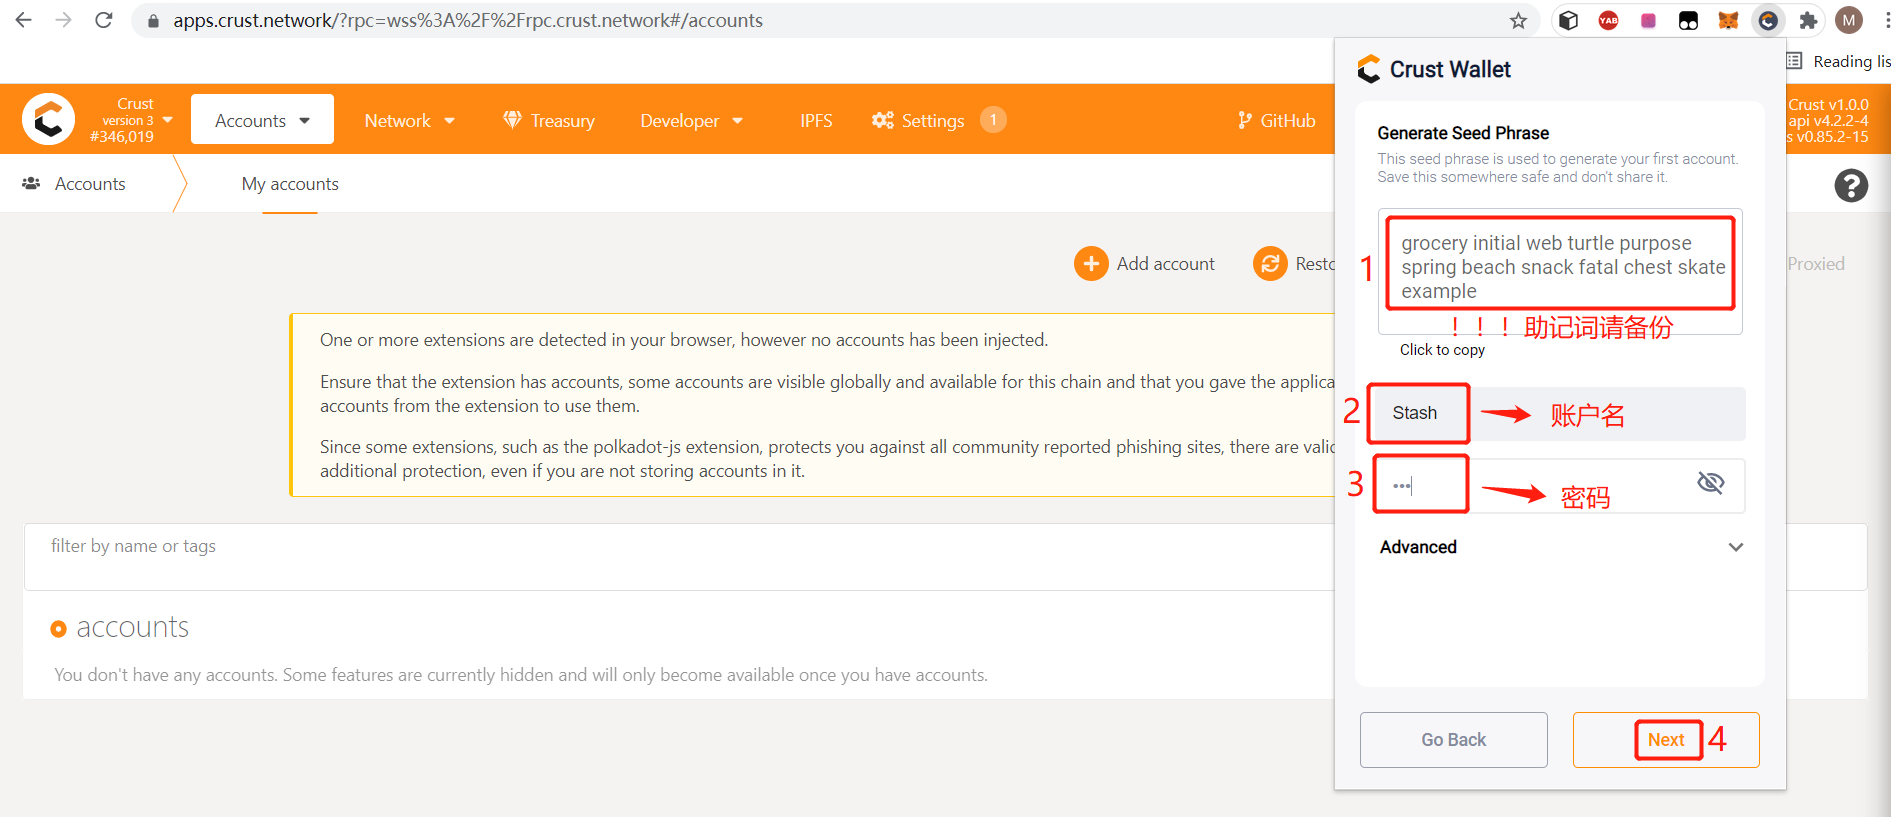 apps.crust.network/?rpc=wss%3A%2F%2Frpc.crust.network#/accounts
YAB
M
Reading lis
Crust
version 3
#346,019
Accounts
Network
Treasury
Developer
IPFS
Settings
1
GitHub
Crust v1.0.0
api v4.2.2-4
s v0.85.2-15
Accounts
My accounts
?
Add account
Resto
Proxied
One or more extensions are detected in your browser, however no accounts has been injected.
Ensure that the extension has accounts, some accounts are visible globally and available for this chain and that you gave the applica
accounts from the extension to use them.
Since some extensions, such as the polkadot-js extension, protects you against all community reported phishing sites, there are valid
additional protection, even if you are not storing accounts in it.
filter by name or tags
accounts
You don't have any accounts. Some features are currently hidden and will only become available once you have accounts.
Crust Wallet
Generate Seed Phrase
This seed phrase is used to generate your first account.
Save this somewhere safe and don't share it.
1
grocery initial web turtle purpose
spring beach snack fatal chest skate
example
！！！助记词请备份
Click to copy
2
Stash
账户名
3
•••
密码
Advanced
Go Back
Next
4